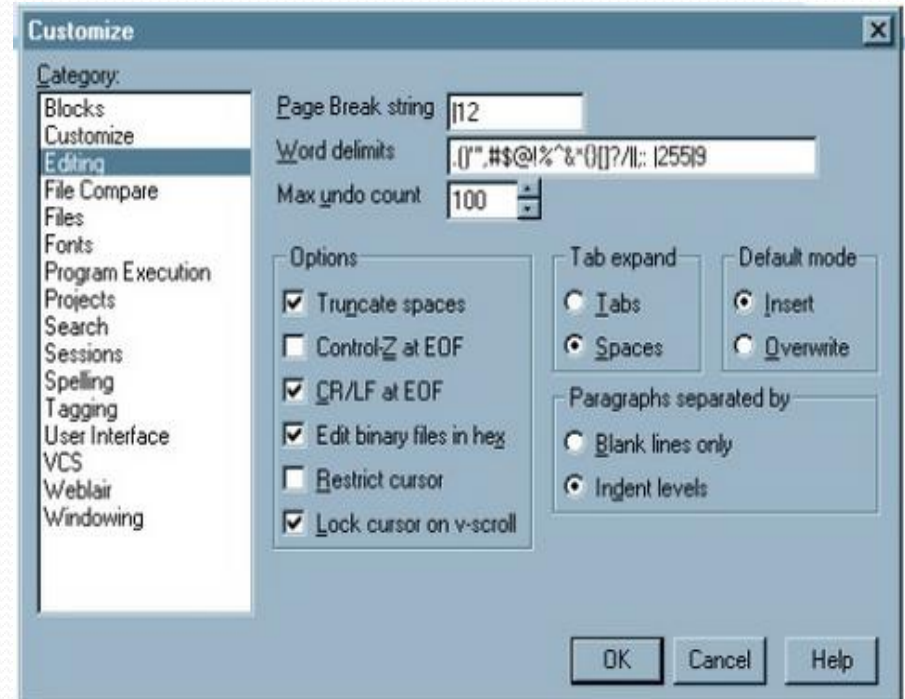 Customize
Category:
Blocks
Customize
Editing
File Compare
Files
Fonts
Program Execution
Projects
Search
Sessions
Spelling
Tagging
User Interface
VCS
Weblair
Windowing
Page Break string |12
Word delimits .()'",#$@!%^&*{}[]?/||;: |255|9
Max undo count 100
Options
Truncate spaces
Control-Z at EOF
CR/LF at EOF
Edit binary files in hex
Restrict cursor
Lock cursor on v-scroll
Tab expand
Tabs
Spaces
Default mode
Insert
Overwrite
Paragraphs separated by
Blank lines only
Indent levels
OK Cancel Help